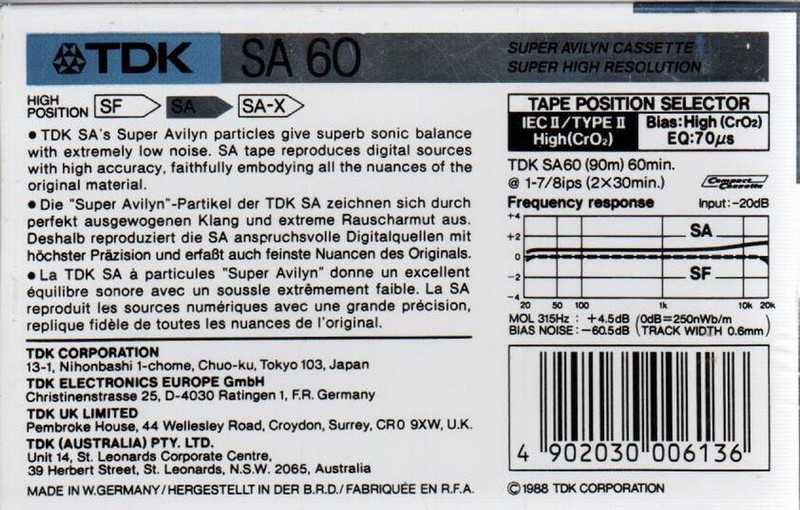 TDK SA 60
SUPER AVILYN CASSETTE
SUPER HIGH RESOLUTION
HIGH POSITION SF SA SA-X
● TDK SA's Super Avilyn particles give superb sonic balance
with extremely low noise. SA tape reproduces digital sources
with high accuracy, faithfully embodying all the nuances of the
original material.
● Die "Super Avilyn"-Partikel der TDK SA zeichnen sich durch
perfekt ausgewogenen Klang und extreme Rauscharmut aus.
Deshalb reproduziert die SA anspruchsvolle Digitalquellen mit
höchster Präzision und erfaßt auch feinste Nuancen des Originals.
● La TDK SA à particules "Super Avilyn" donne un excellent
équilibre sonore avec un soussle extrêmement faible. La SA
reproduit les sources numériques avec une grande précision,
replique fidèle de toutes les nuances de l'original.
TDK CORPORATION
13-1, Nihonbashi 1-chome, Chuo-ku, Tokyo 103, Japan
TDK ELECTRONICS EUROPE GmbH
Christinenstrasse 25, D-4030 Ratingen 1, F.R. Germany
TDK UK LIMITED
Pembroke House, 44 Wellesley Road, Croydon, Surrey, CR0 9XW, U.K.
TDK (AUSTRALIA) PTY. LTD.
Unit 14, St. Leonards Corporate Centre,
39 Herbert Street, St. Leonards, N.S.W. 2065, Australia
MADE IN W.GERMANY/HERGESTELLT IN DER B.R.D./FABRIQUÉE EN R.F.A.
TAPE POSITION SELECTOR
IEC II/TYPE II Bias: High (CrO2)
High(CrO2) EQ:70µs
TDK SA60 (90m) 60min.
@ 1-7/8ips (2×30min.) Compact Cassette
Frequency response Input:-20dB
+4
+2 SA
0
-2 SF
-4
20 50 100 1k 10k 20k
MOL 315Hz : +4.5dB (0dB=250nWb/m
BIAS NOISE: -60.5dB (TRACK WIDTH 0.6mm)
4 902030 006136
©1988 TDK CORPORATION